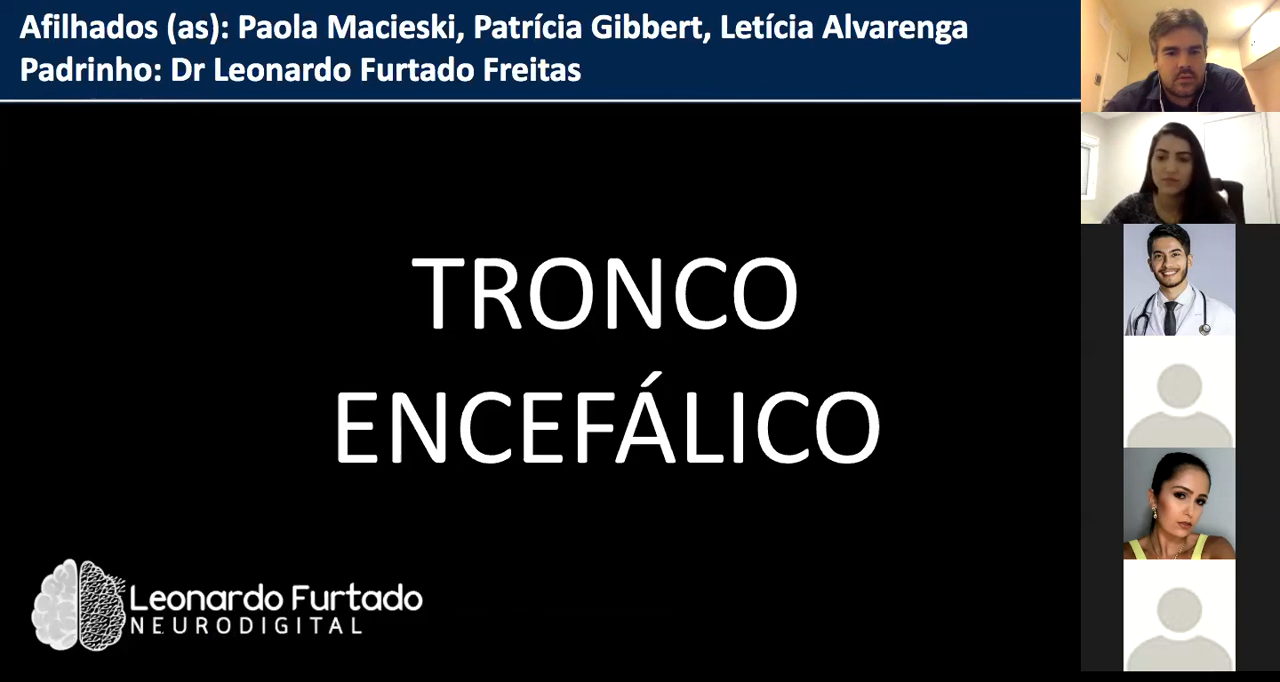 Afilhados (as): Paola Macieski, Patrícia Gibbert, Letícia Alvarenga
Padrinho: Dr Leonardo Furtado Freitas
TRONCO
ENCEFÁLICO
Leonardo Furtado
NEURODIGITAL